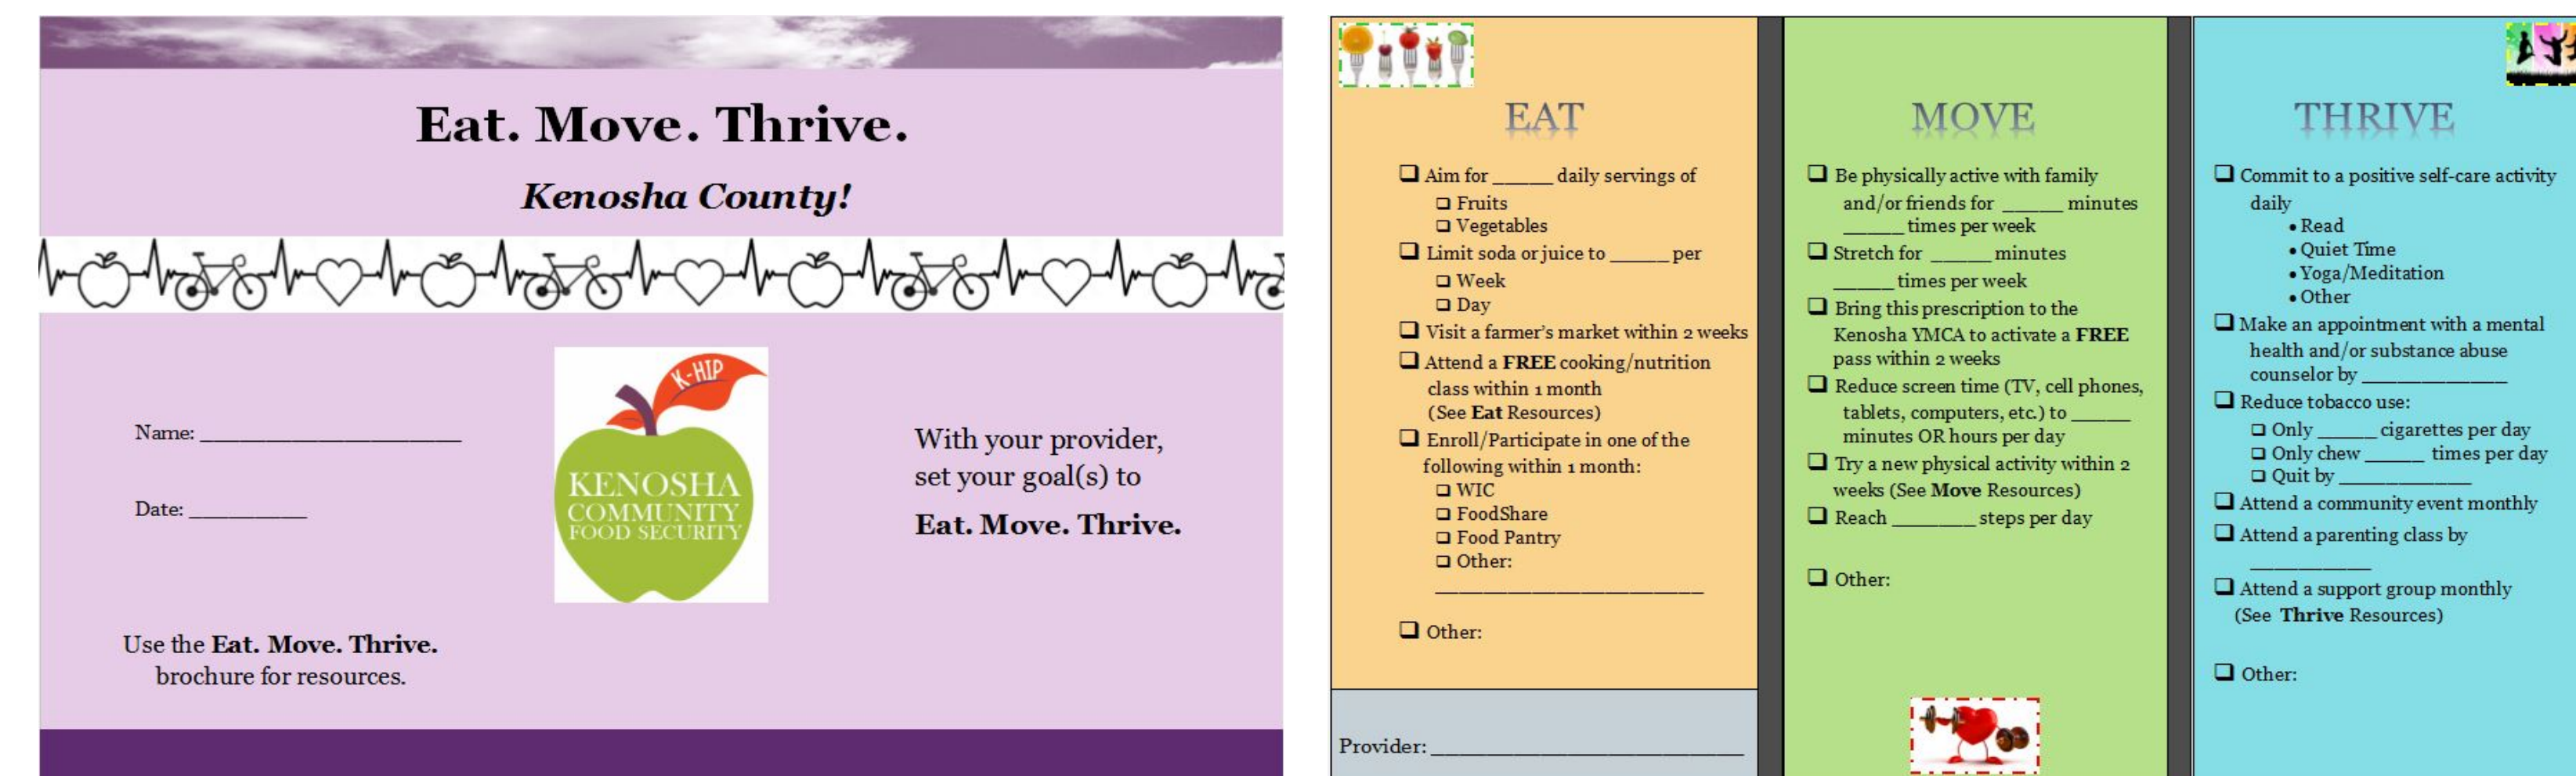 Eat. Move. Thrive.
Kenosha County!
Name: ____________________
Date: _________
K-HIP
KENOSHA
COMMUNITY
FOOD SECURITY
With your provider,
set your goal(s) to
Eat. Move. Thrive.
Use the Eat. Move. Thrive.
brochure for resources.
EAT
❑ Aim for _____ daily servings of
❑ Fruits
❑ Vegetables
❑ Limit soda or juice to _____ per
❑ Week
❑ Day
❑ Visit a farmer's market within 2 weeks
❑ Attend a FREE cooking/nutrition
class within 1 month
(See Eat Resources)
❑ Enroll/Participate in one of the
following within 1 month:
❑ WIC
❑ FoodShare
❑ Food Pantry
❑ Other:
______________________
❑ Other:
Provider: __________________________
MOVE
❑ Be physically active with family
and/or friends for _____ minutes
_____ times per week
❑ Stretch for _____ minutes
_____ times per week
❑ Bring this prescription to the
Kenosha YMCA to activate a FREE
pass within 2 weeks
❑ Reduce screen time (TV, cell phones,
tablets, computers, etc.) to _____
minutes OR hours per day
❑ Try a new physical activity within 2
weeks (See Move Resources)
❑ Reach _______ steps per day
❑ Other:
THRIVE
❑ Commit to a positive self-care activity
daily
• Read
• Quiet Time
• Yoga/Meditation
• Other
❑ Make an appointment with a mental
health and/or substance abuse
counselor by ____________
❑ Reduce tobacco use:
❑ Only _____ cigarettes per day
❑ Only chew _____ times per day
❑ Quit by ___________
❑ Attend a community event monthly
❑ Attend a parenting class by
__________
❑ Attend a support group monthly
(See Thrive Resources)
❑ Other: